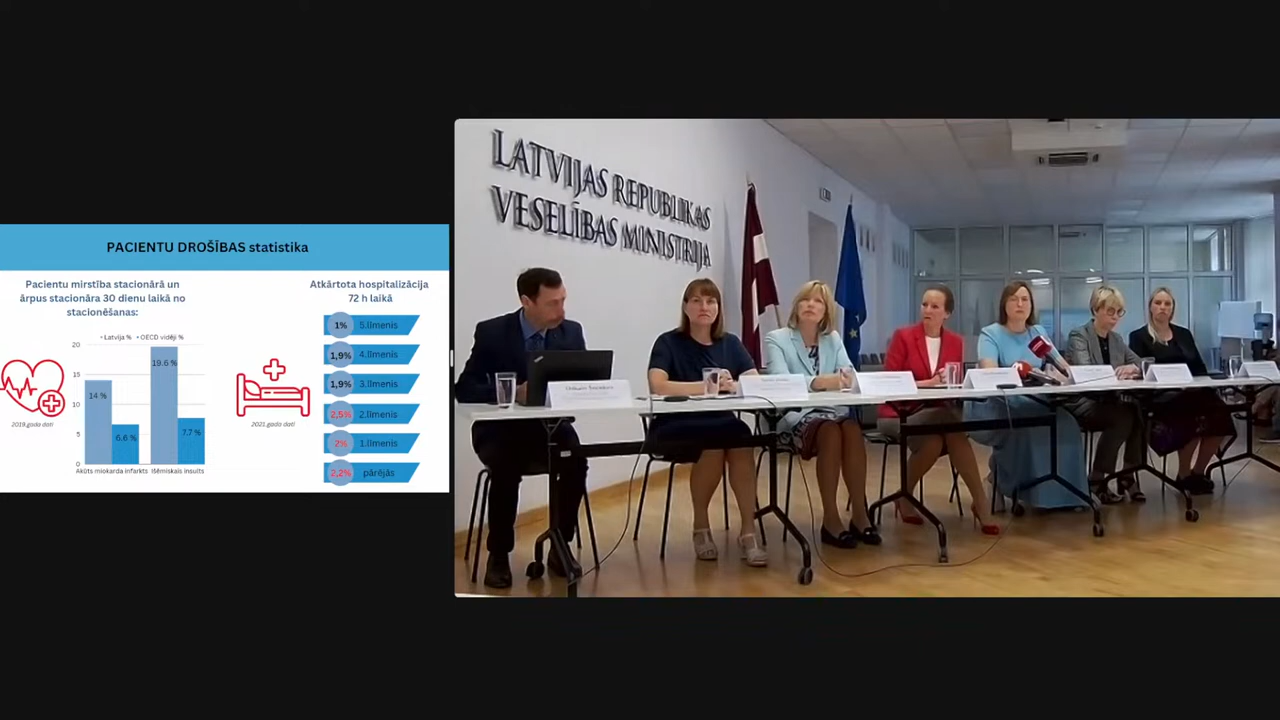 PACIENTU DROŠĪBAS statistika
Pacientu mirstība stacionārā un
ārpus stacionāra 30 dienu laikā no
stacionēšanas:
Latvija % OECD vidēji %
20
15
10
5
0
14 %
6.6 %
19.6 %
7.7 %
Akūts miokarda infarkts Išēmiskais insults
2019.gada dati
Atkārtota hospitalizācija
72 h laikā
1% 5.līmenis
1,9% 4.līmenis
1,9% 3.līmenis
2,5% 2.līmenis
2% 1.līmenis
2,2% pārējās
2021.gada dati
LATVIJAS REPUBLIKAS
VESELĪBAS MINISTRIJA